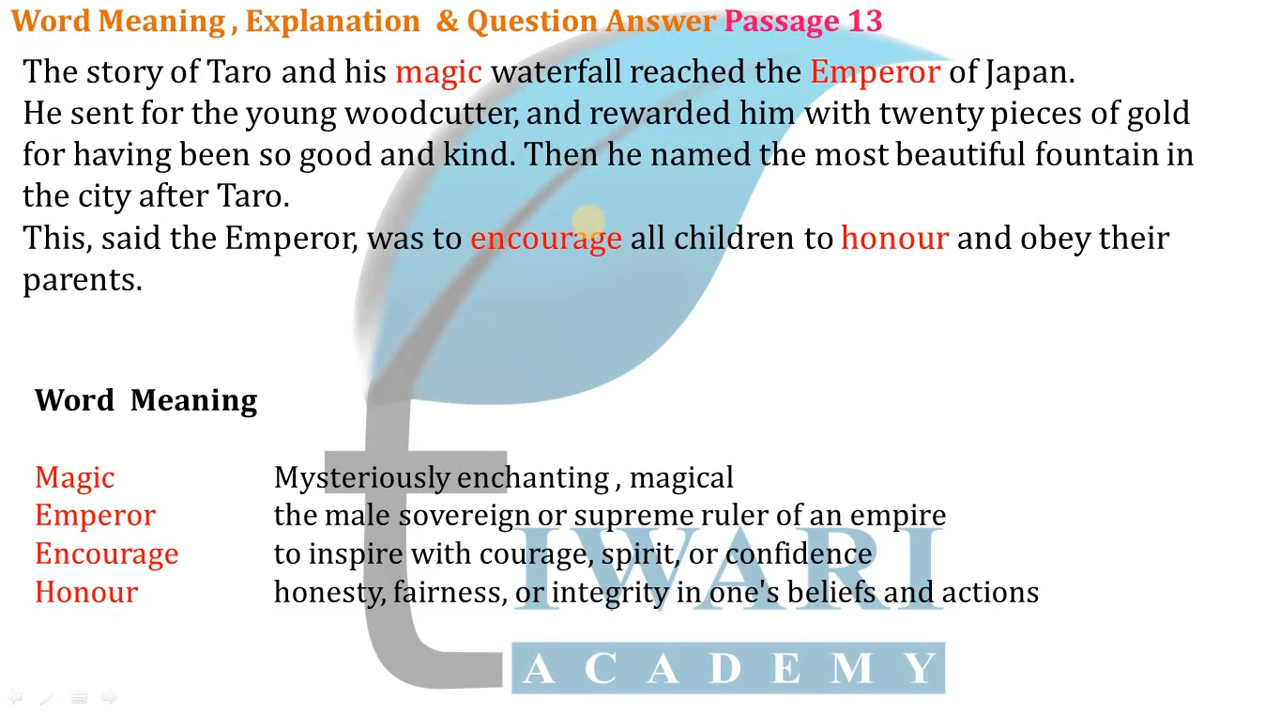 Word Meaning , Explanation & Question Answer Passage 13
The story of Taro and his magic waterfall reached the Emperor of Japan.
He sent for the young woodcutter, and rewarded him with twenty pieces of gold
for having been so good and kind. Then he named the most beautiful fountain in
the city after Taro.
This, said the Emperor, was to encourage all children to honour and obey their
parents.
Word Meaning
Magic Mysteriously enchanting , magical
Emperor the male sovereign or supreme ruler of an empire
Encourage to inspire with courage, spirit, or confidence
Honour honesty, fairness, or integrity in one's beliefs and actions
tIWARI
ACADEMY